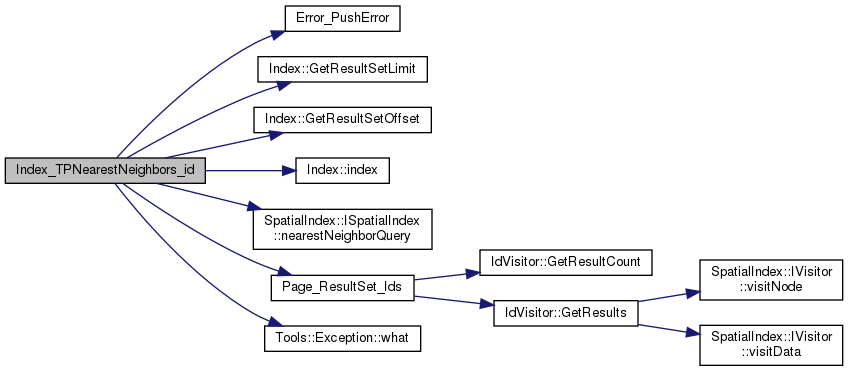 Error_PushError
Index::GetResultSetLimit
Index::GetResultSetOffset
Index_TPNearestNeighbors_id
Index::index
SpatialIndex::ISpatialIndex
::nearestNeighborQuery
Page_ResultSet_Ids
Tools::Exception::what
IdVisitor::GetResultCount
IdVisitor::GetResults
SpatialIndex::IVisitor
::visitNode
SpatialIndex::IVisitor
::visitData